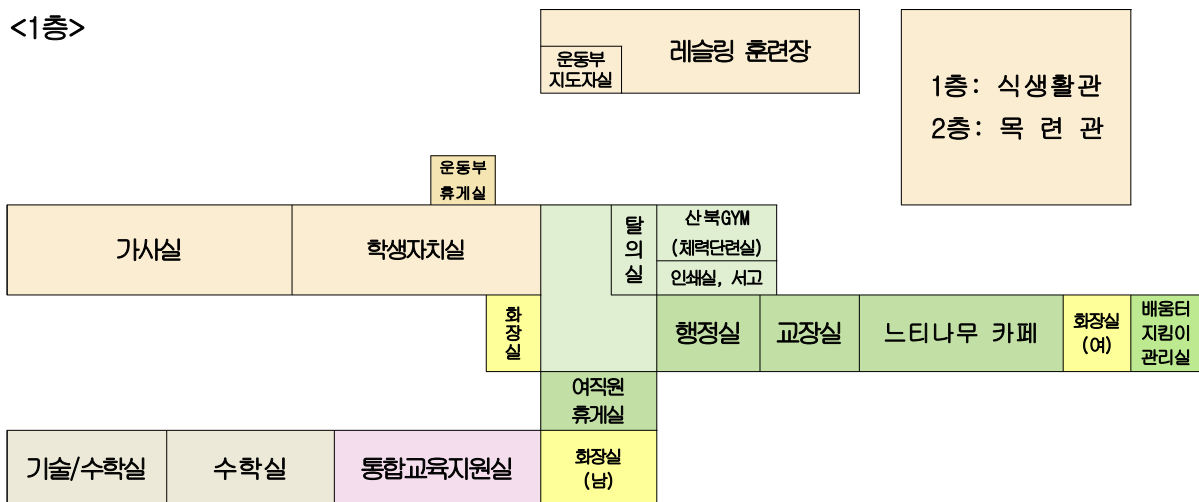 <1층>
레슬링 훈련장
운동부
지도자실
1층: 식생활관
2층: 목 련 관
운동부
휴게실
가사실
학생자치실
탈
의
실
산북GYM
(체력단련실)
인쇄실, 서고
화
장
실
행정실
교장실
느티나무 카페
화장실
(여)
배움터
지킴이
관리실
여직원
휴게실
기술/수학실
수학실
통합교육지원실
화장실
(남)